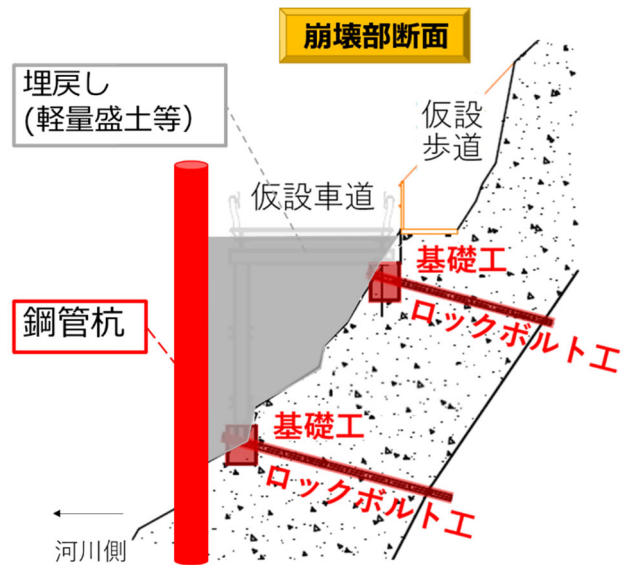 崩壊部断面
埋戻し
(軽量盛土等）
仮設
歩道
仮設車道
基礎工
ロックボルト工
鋼管杭
基礎工
ロックボルト工
河川側